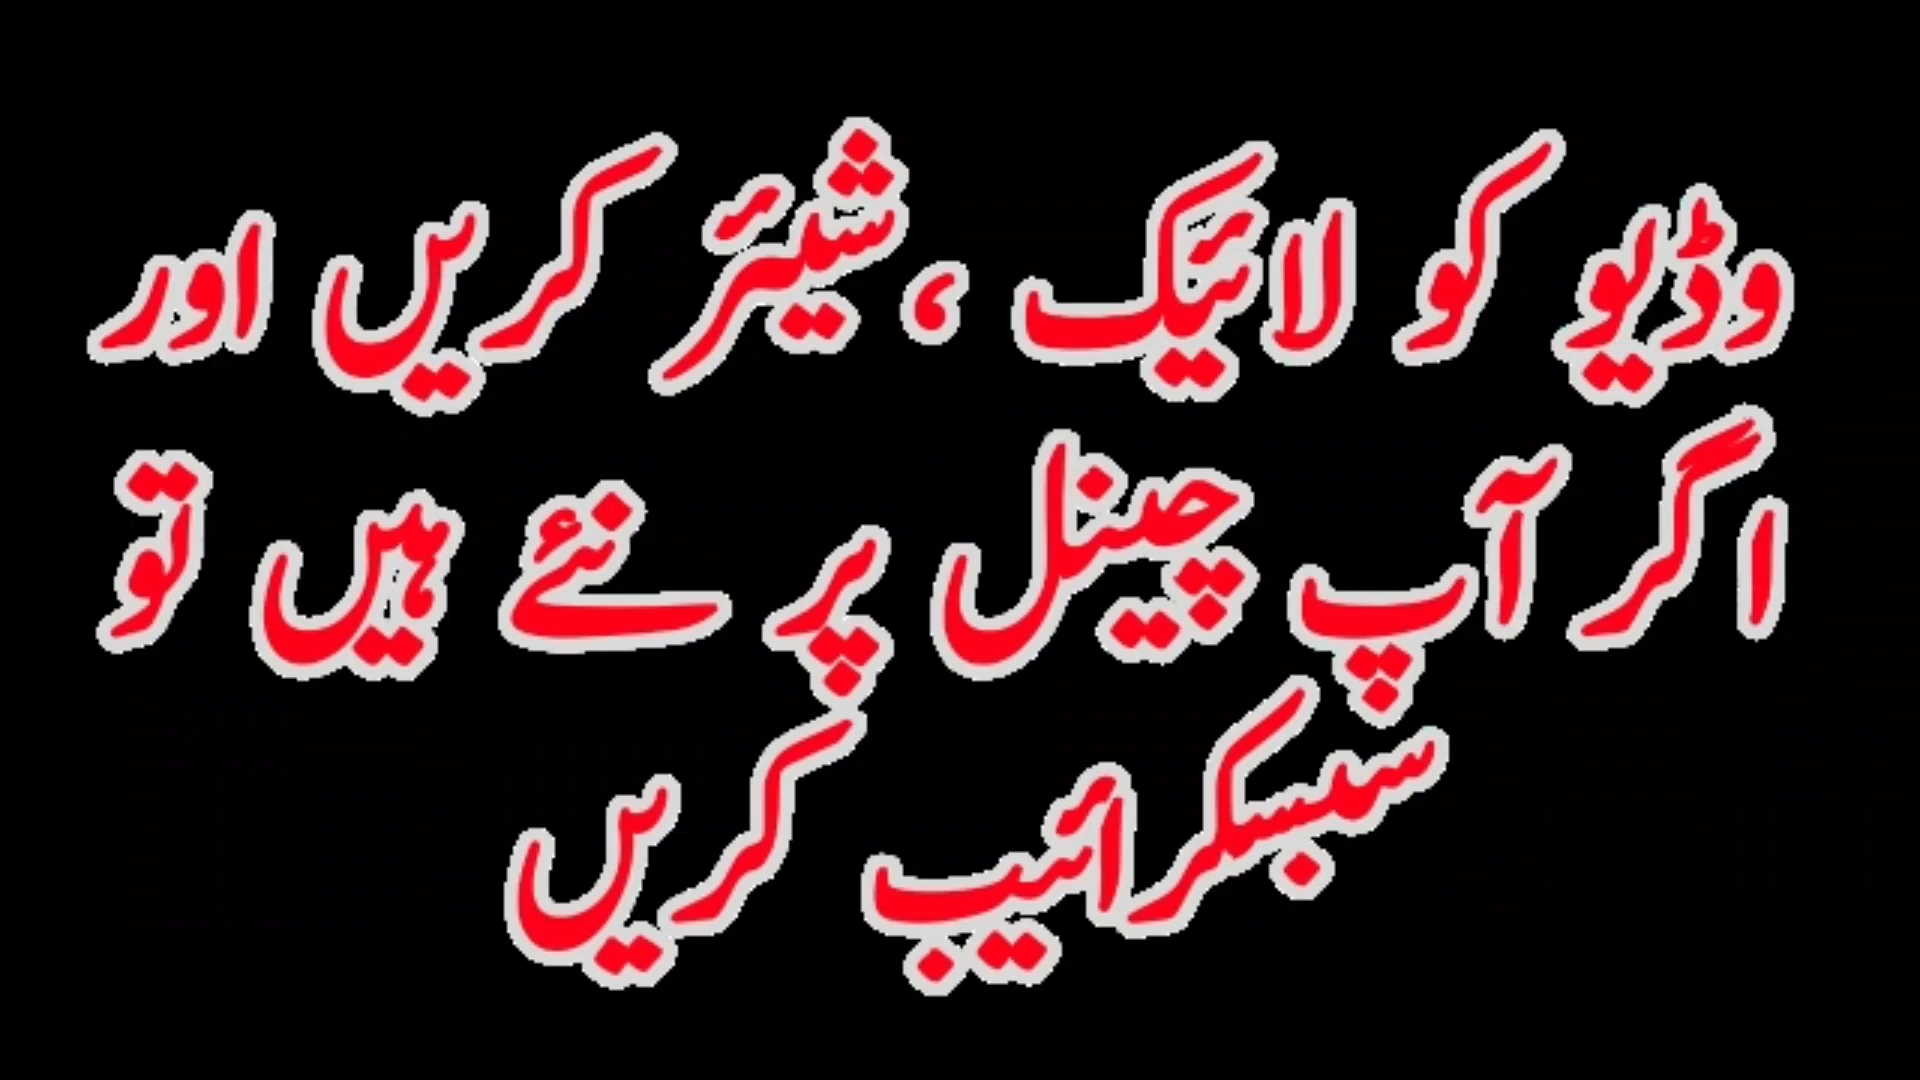 وڈیو کو لائیک ،شیئر کریں اور
اگر آپ چینل پر نئے ہیں تو
سبسکرائیب کریں